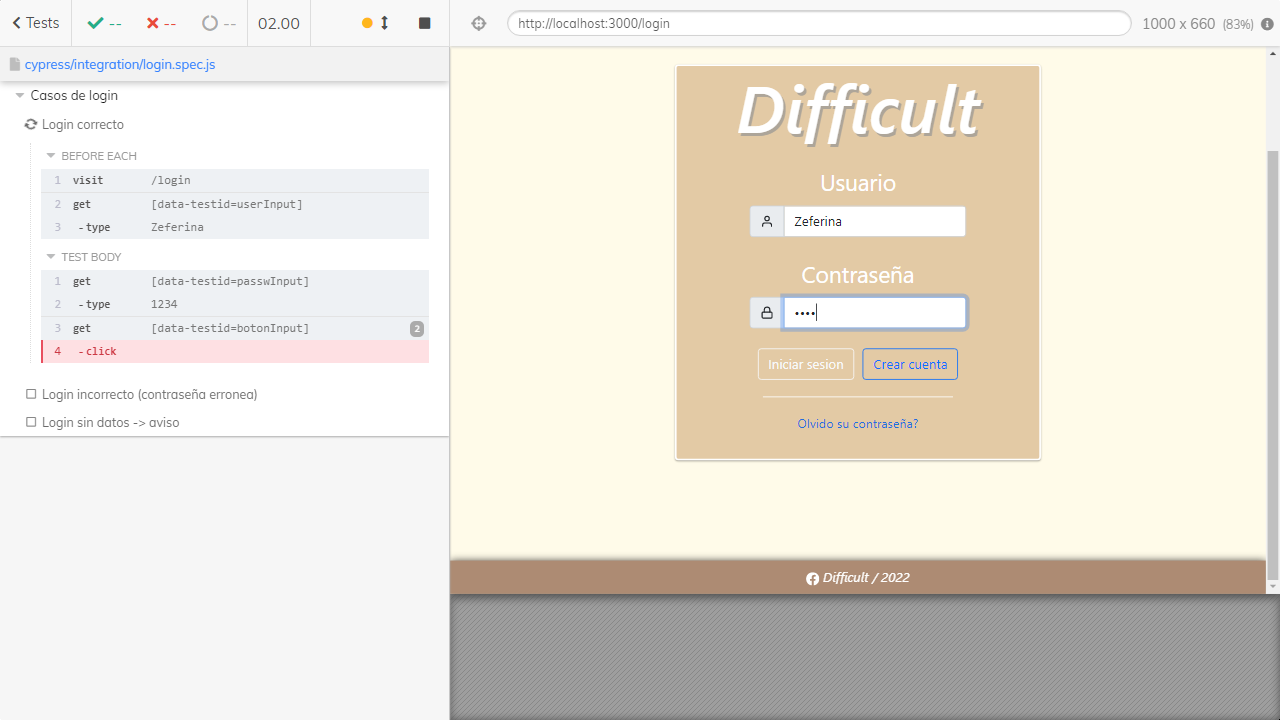 Tests -- -- -- 02.00
http://localhost:3000/login 1000 x 660 (83%)
cypress/integration/login.spec.js
Casos de login
Login correcto
BEFORE EACH
1 visit /login
2 get [data-testid=userInput]
3 -type Zeferina
TEST BODY
1 get [data-testid=passwInput]
2 -type 1234
3 get [data-testid=botonInput] 2
4 -click
Login incorrecto (contraseña erronea)
Login sin datos -> aviso
Difficult
Usuario
Zeferina
Contraseña
••••
Iniciar sesion Crear cuenta
Olvido su contraseña?
Difficult / 2022